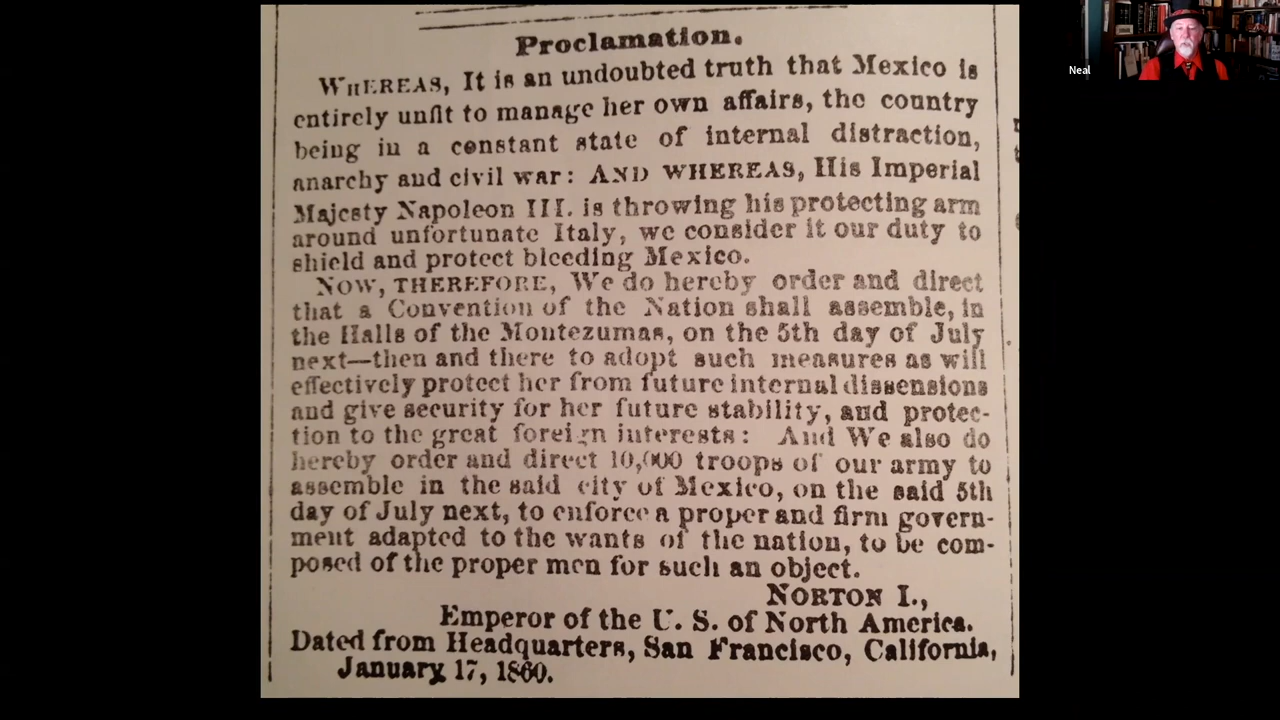 Proclamation.
WHEREAS, It is an undoubted truth that Mexico is
entirely unfit to manage her own affairs, the country
being in a constant state of internal distraction,
anarchy and civil war: AND WHEREAS, His Imperial
Majesty Napoleon III. is throwing his protecting arm
around unfortunate Italy, we consider it our duty to
shield and protect bleeding Mexico.
NOW, THEREFORE, We do hereby order and direct
that a Convention of the Nation shall assemble, in
the Halls of the Montezumas, on the 5th day of July
next—then and there to adopt such measures as will
effectively protect her from future internal dissensions
and give security for her future stability, and protec-
tion to the great foreign interests: And We also do
hereby order and direct 10,000 troops of our army to
assemble in the said city of Mexico, on the said 5th
day of July next, to enforce a proper and firm govern-
ment adapted to the wants of the nation, to be com-
posed of the proper men for such an object.
NORTON I.,
Emperor of the U. S. of North America.
Dated from Headquarters, San Francisco, California,
January 17, 1860.
Neal